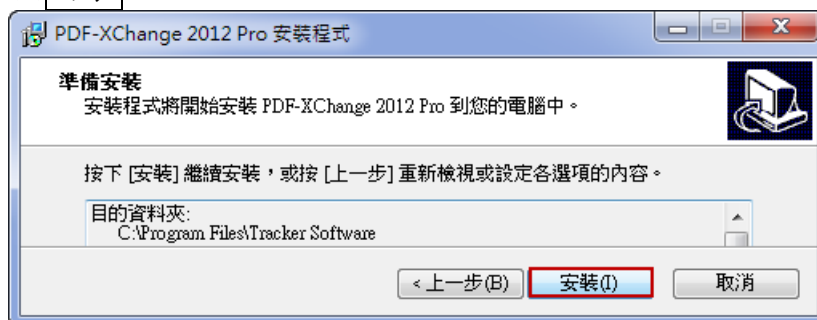 PDF-XChange 2012 Pro 安裝程式
準備安裝
安裝程式將開始安裝 PDF-XChange 2012 Pro 到您的電腦中。
按下 [安裝] 繼續安裝，或按 [上一步] 重新檢視或設定各選項的內容。
目的資料夾:
C:\Program Files\Tracker Software
<上一步(B) 安裝(I) 取消